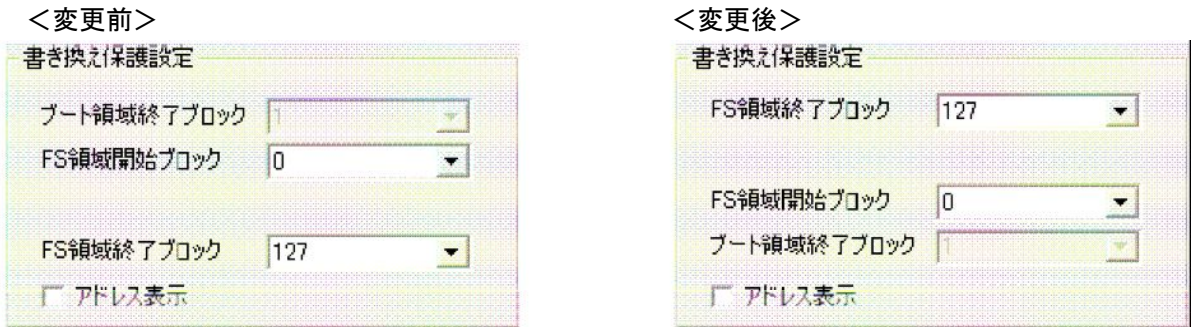 ＜変更前＞
書き換え保護設定
ブート領域終了ブロック 1
FS領域開始ブロック 0
FS領域終了ブロック 127
アドレス表示
＜変更後＞
書き換え保護設定
FS領域終了ブロック 127
FS領域開始ブロック 0
ブート領域終了ブロック 1
アドレス表示